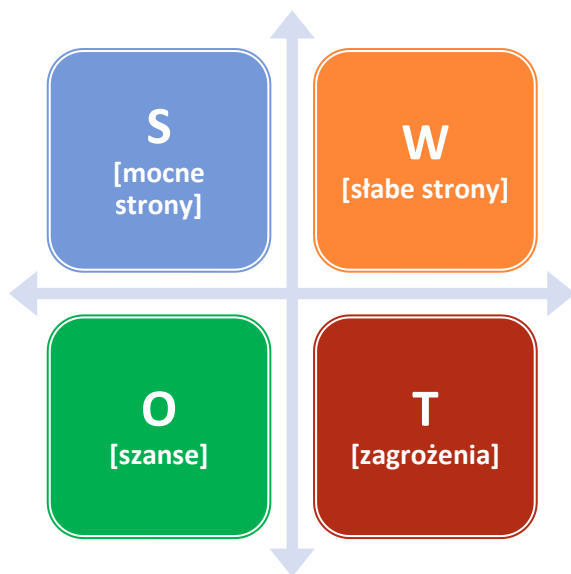 S
[mocne
strony]
W
[słabe strony]
O
[szanse]
T
[zagrożenia]